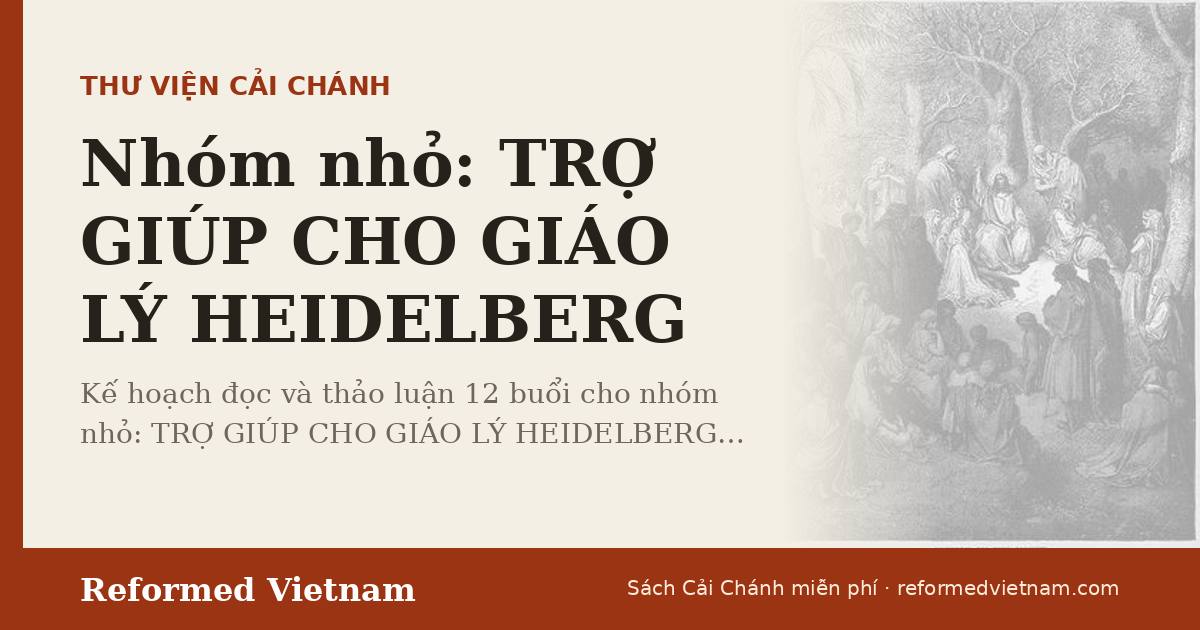 THƯ VIỆN CẢI CHÁNH
Nhóm nhỏ: TRỢ
GIÚP CHO GIÁO
LÝ HEIDELBERG
Kế hoạch đọc và thảo luận 12 buổi cho nhóm
nhỏ: TRỢ GIÚP CHO GIÁO LÝ HEIDELBERG…
Reformed Vietnam
Sách Cải Chánh miễn phí · reformedvietnam.com